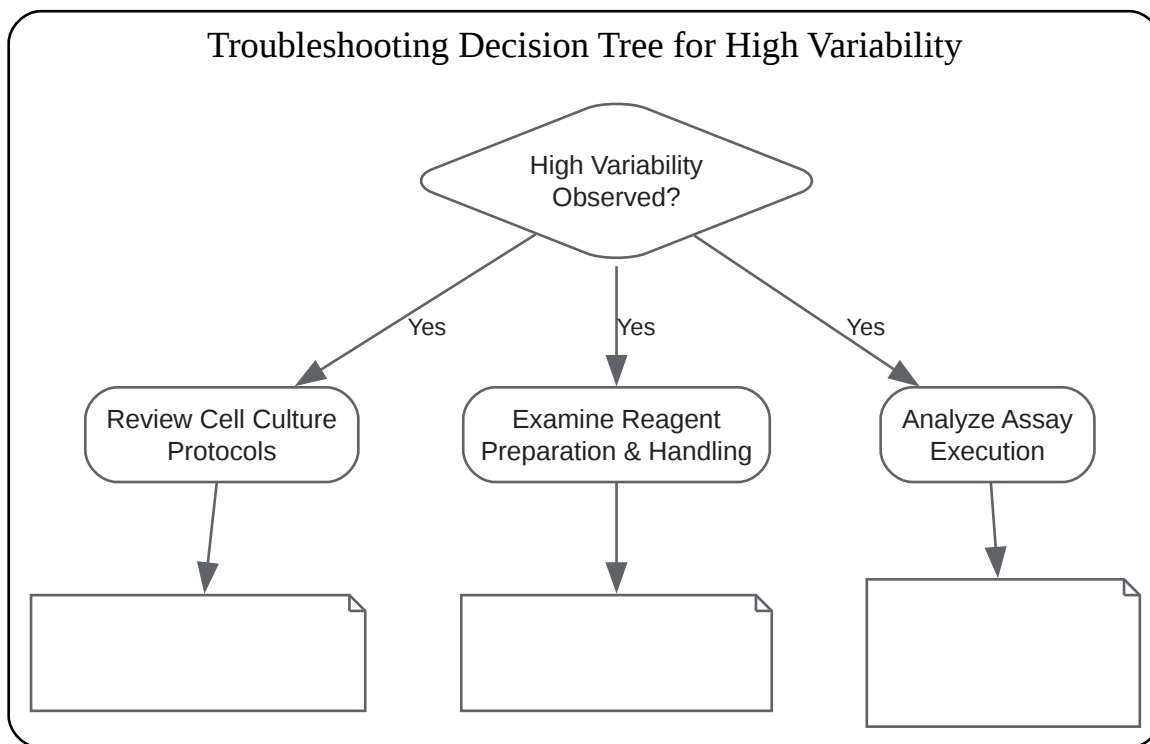 Troubleshooting Decision Tree for High Variability
High Variability
Observed?
Yes
Yes
Yes
Review Cell Culture
Protocols
Examine Reagent
Preparation & Handling
Analyze Assay
Execution